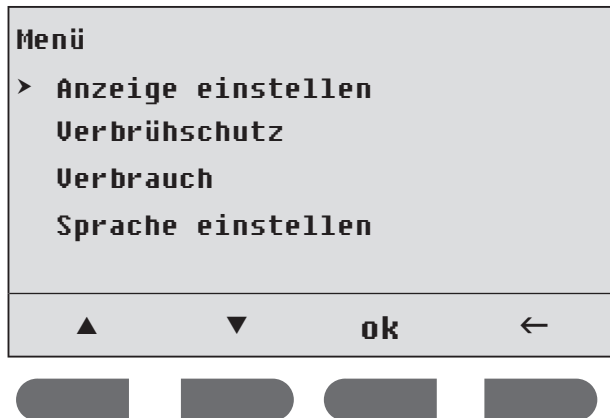 Menü
➤ Anzeige einstellen
Verbrühschutz
Verbrauch
Sprache einstellen
▲ ▼ ok ←